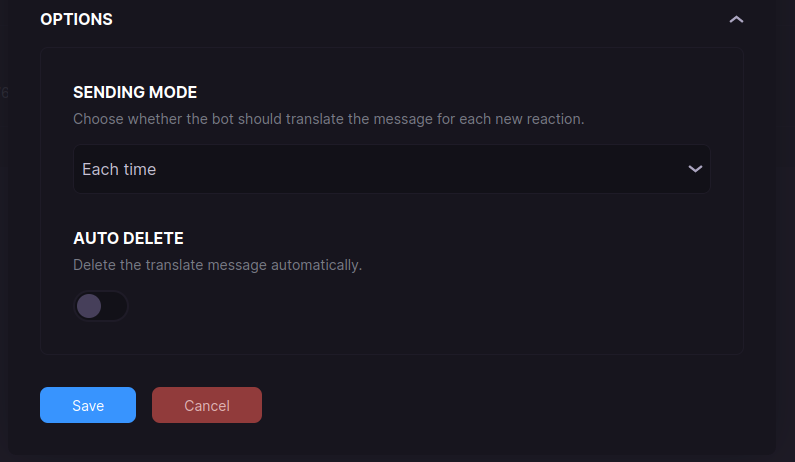 OPTIONS
SENDING MODE
Choose whether the bot should translate the message for each new reaction.
Each time
AUTO DELETE
Delete the translate message automatically.
Save
Cancel